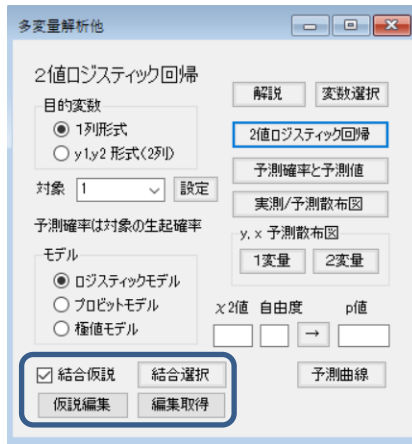 多変量解析他
2値ロジスティック回帰
目的変数
1列形式
y1,y2 形式(2列)
対象 1 設定
予測確率は対象の生起確率
モデル
ロジスティックモデル
プロビットモデル
極値モデル
結合仮説 結合選択
仮説編集 編集取得
解説 変数選択
2値ロジスティック回帰
予測確率と予測値
実測/予測散布図
y, x 予測散布図
1変量 2変量
χ2値 自由度 p値
→
予測曲線